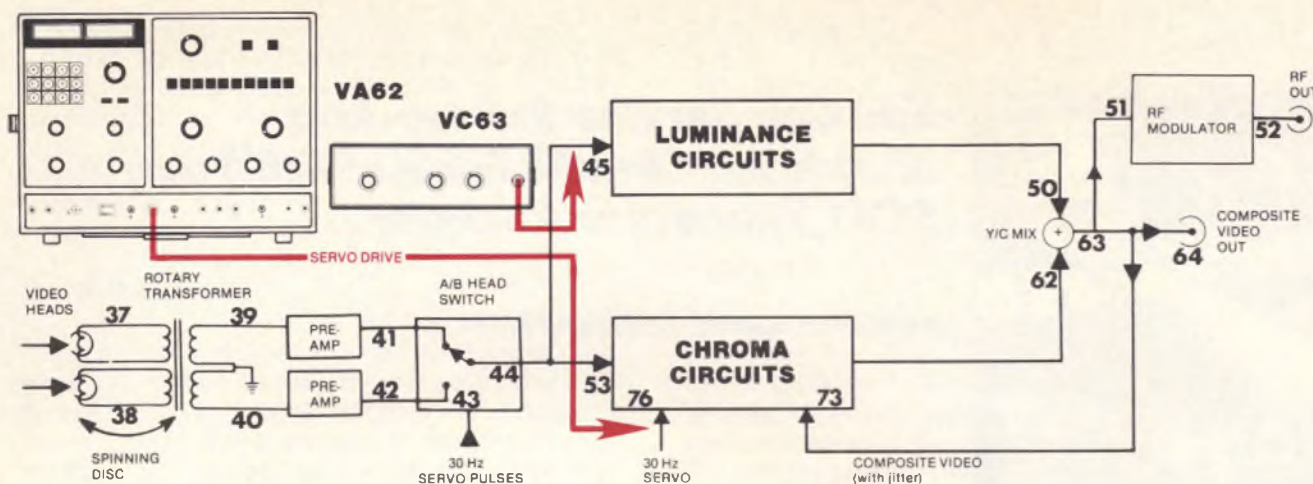 VA62
VC63
SERVO DRIVE
VIDEO
HEADS
37
38
SPINNING
DISC
ROTARY
TRANSFORMER
39
40
PRE-
AMP
41
PRE-
AMP
42
A/B HEAD
SWITCH
44
43
30 Hz
SERVO PULSES
45
LUMINANCE
CIRCUITS
53
CHROMA
CIRCUITS
76
73
30 Hz
SERVO
COMPOSITE VIDEO
(with jitter)
50
Y/C MIX
+
62
63
51
RF
MODULATOR
52
RF
OUT
COMPOSITE
VIDEO
OUT
64